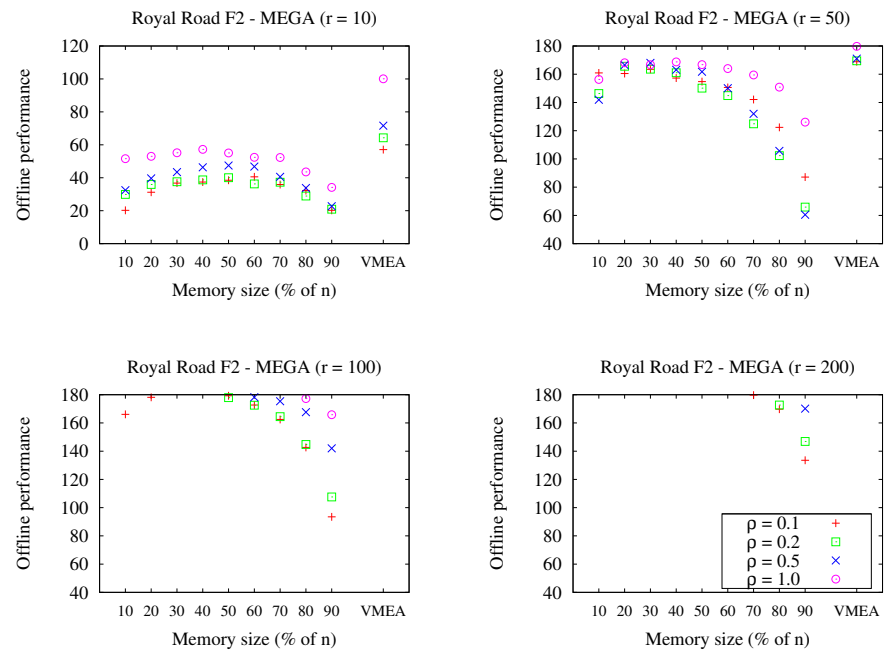 Royal Road F2 - MEGA (r = 10)
Offline performance
120
100
80
60
40
20
0
10 20 30 40 50 60 70 80 90 VMEA
Memory size (% of n)
Royal Road F2 - MEGA (r = 50)
Offline performance
180
160
140
120
100
80
60
40
10 20 30 40 50 60 70 80 90 VMEA
Memory size (% of n)
Royal Road F2 - MEGA (r = 100)
Offline performance
180
160
140
120
100
80
60
40
10 20 30 40 50 60 70 80 90 VMEA
Memory size (% of n)
Royal Road F2 - MEGA (r = 200)
Offline performance
180
160
140
120
100
80
60
40
ρ = 0.1
ρ = 0.2
ρ = 0.5
ρ = 1.0
10 20 30 40 50 60 70 80 90 VMEA
Memory size (% of n)